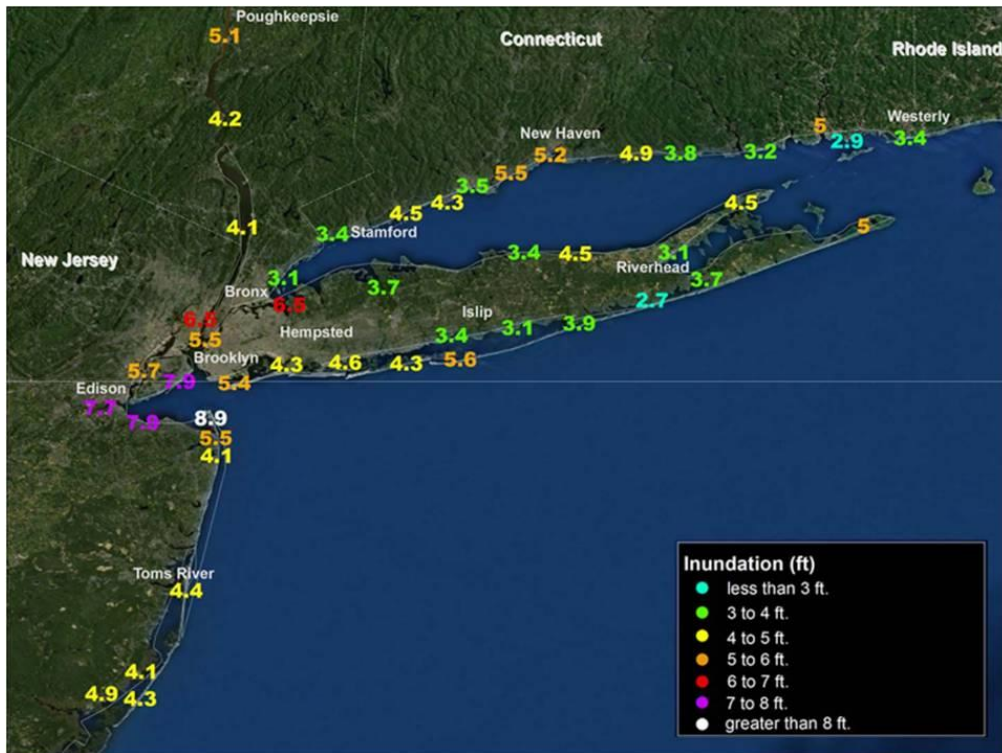 Poughkeepsie
5.1
Connecticut
Rhode Island
4.2
Westerly
5
New Haven
2.9
3.4
5.2
4.9
3.8
3.2
5.5
3.5
4.3
4.5
4.5
4.1
3.4
Stamford
5
New Jersey
3.4
4.5
3.1
Riverhead
3.1
3.7
3.7
Bronx
6.5
2.7
6.5
Islip
Hempsted
5.5
3.4
3.1
3.9
Brooklyn
4.3
4.6
4.3
5.6
5.7
7.9
5.4
Edison
7.7
7.9
8.9
5.5
4.1
Toms River
4.4
4.1
4.9
4.3
Inundation (ft)
less than 3 ft.
3 to 4 ft.
4 to 5 ft.
5 to 6 ft.
6 to 7 ft.
7 to 8 ft.
greater than 8 ft.